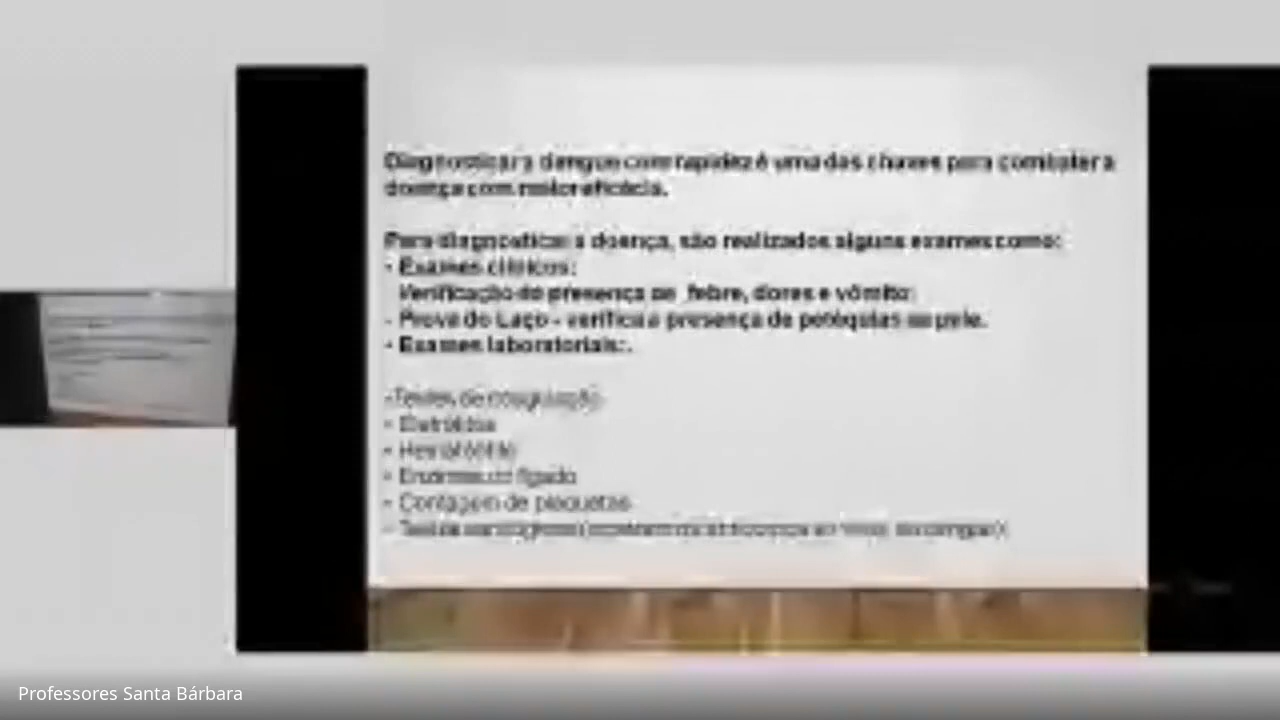 Diagnosticar a dengue com rapidez é uma das chaves para combater a
doença com maior eficácia.
Para diagnosticar a doença, são realizados alguns exames como:
- Exames clínicos:
Verificação do presença de febre, dores e vômito;
- Prova do Laço - verifica a presença de petéquias na pele.
- Exames laboratoriais:.
-Testes de coagulação
- Eletrólitos
- Hematócrito
- Enzimas do fígado
- Contagem de plaquetas
- Testes
Professores Santa Bárbara